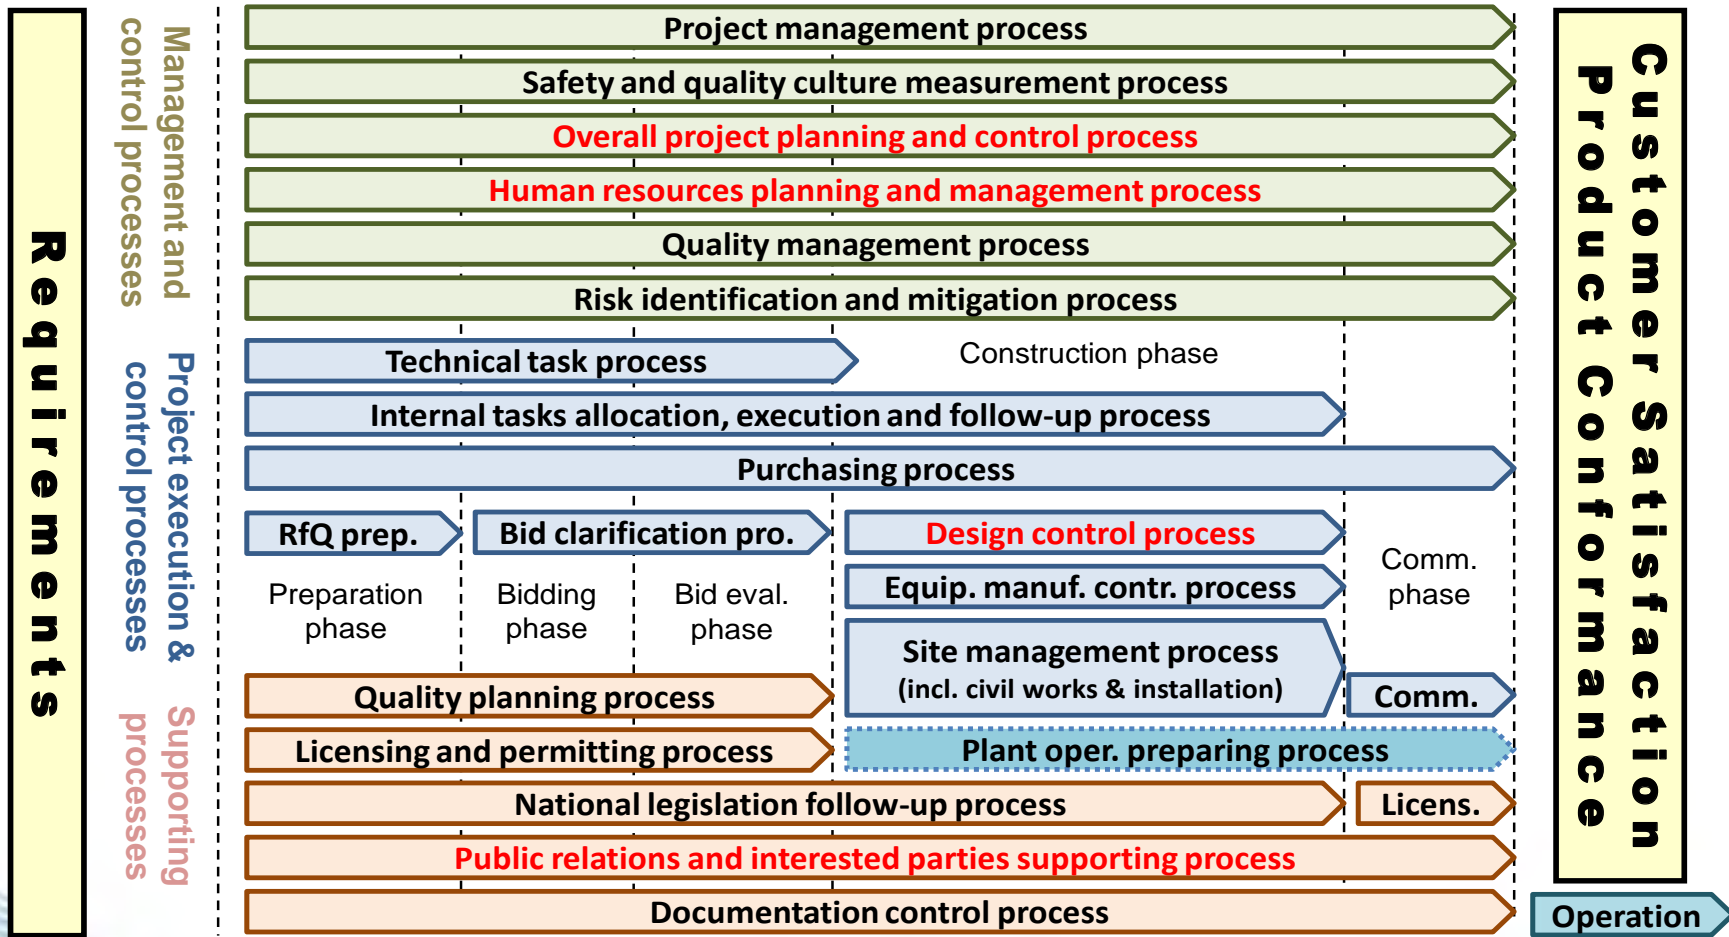 Requirements
Management and
control processes
Project execution &
control processes
Supporting
processes
Project management process
Safety and quality culture measurement process
Overall project planning and control process
Human resources planning and management process
Quality management process
Risk identification and mitigation process
Technical task process
Construction phase
Internal tasks allocation, execution and follow-up process
Purchasing process
RfQ prep.
Bid clarification pro.
Design control process
Preparation
phase
Bidding
phase
Bid eval.
phase
Equip. manuf. contr. process
Comm.
phase
Site management process
(incl. civil works & installation)
Quality planning process
Comm.
Licensing and permitting process
Plant oper. preparing process
National legislation follow-up process
Licens.
Public relations and interested parties supporting process
Documentation control process
Customer Satisfaction
Product Conformance
Operation